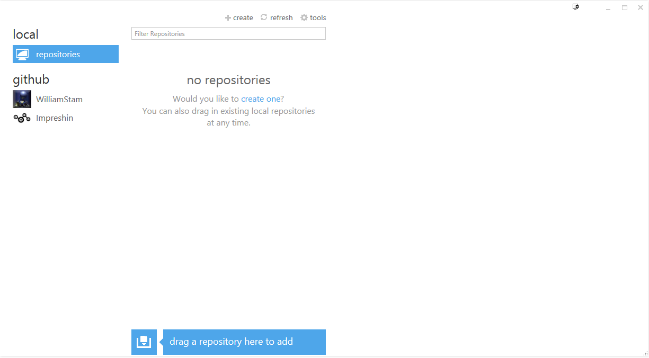 create refresh tools
local
Filter Repositories
repositories
github
WilliamStam
Impreshin
no repositories
Would you like to create one?
You can also drag in existing local repositories
at any time.
drag a repository here to add